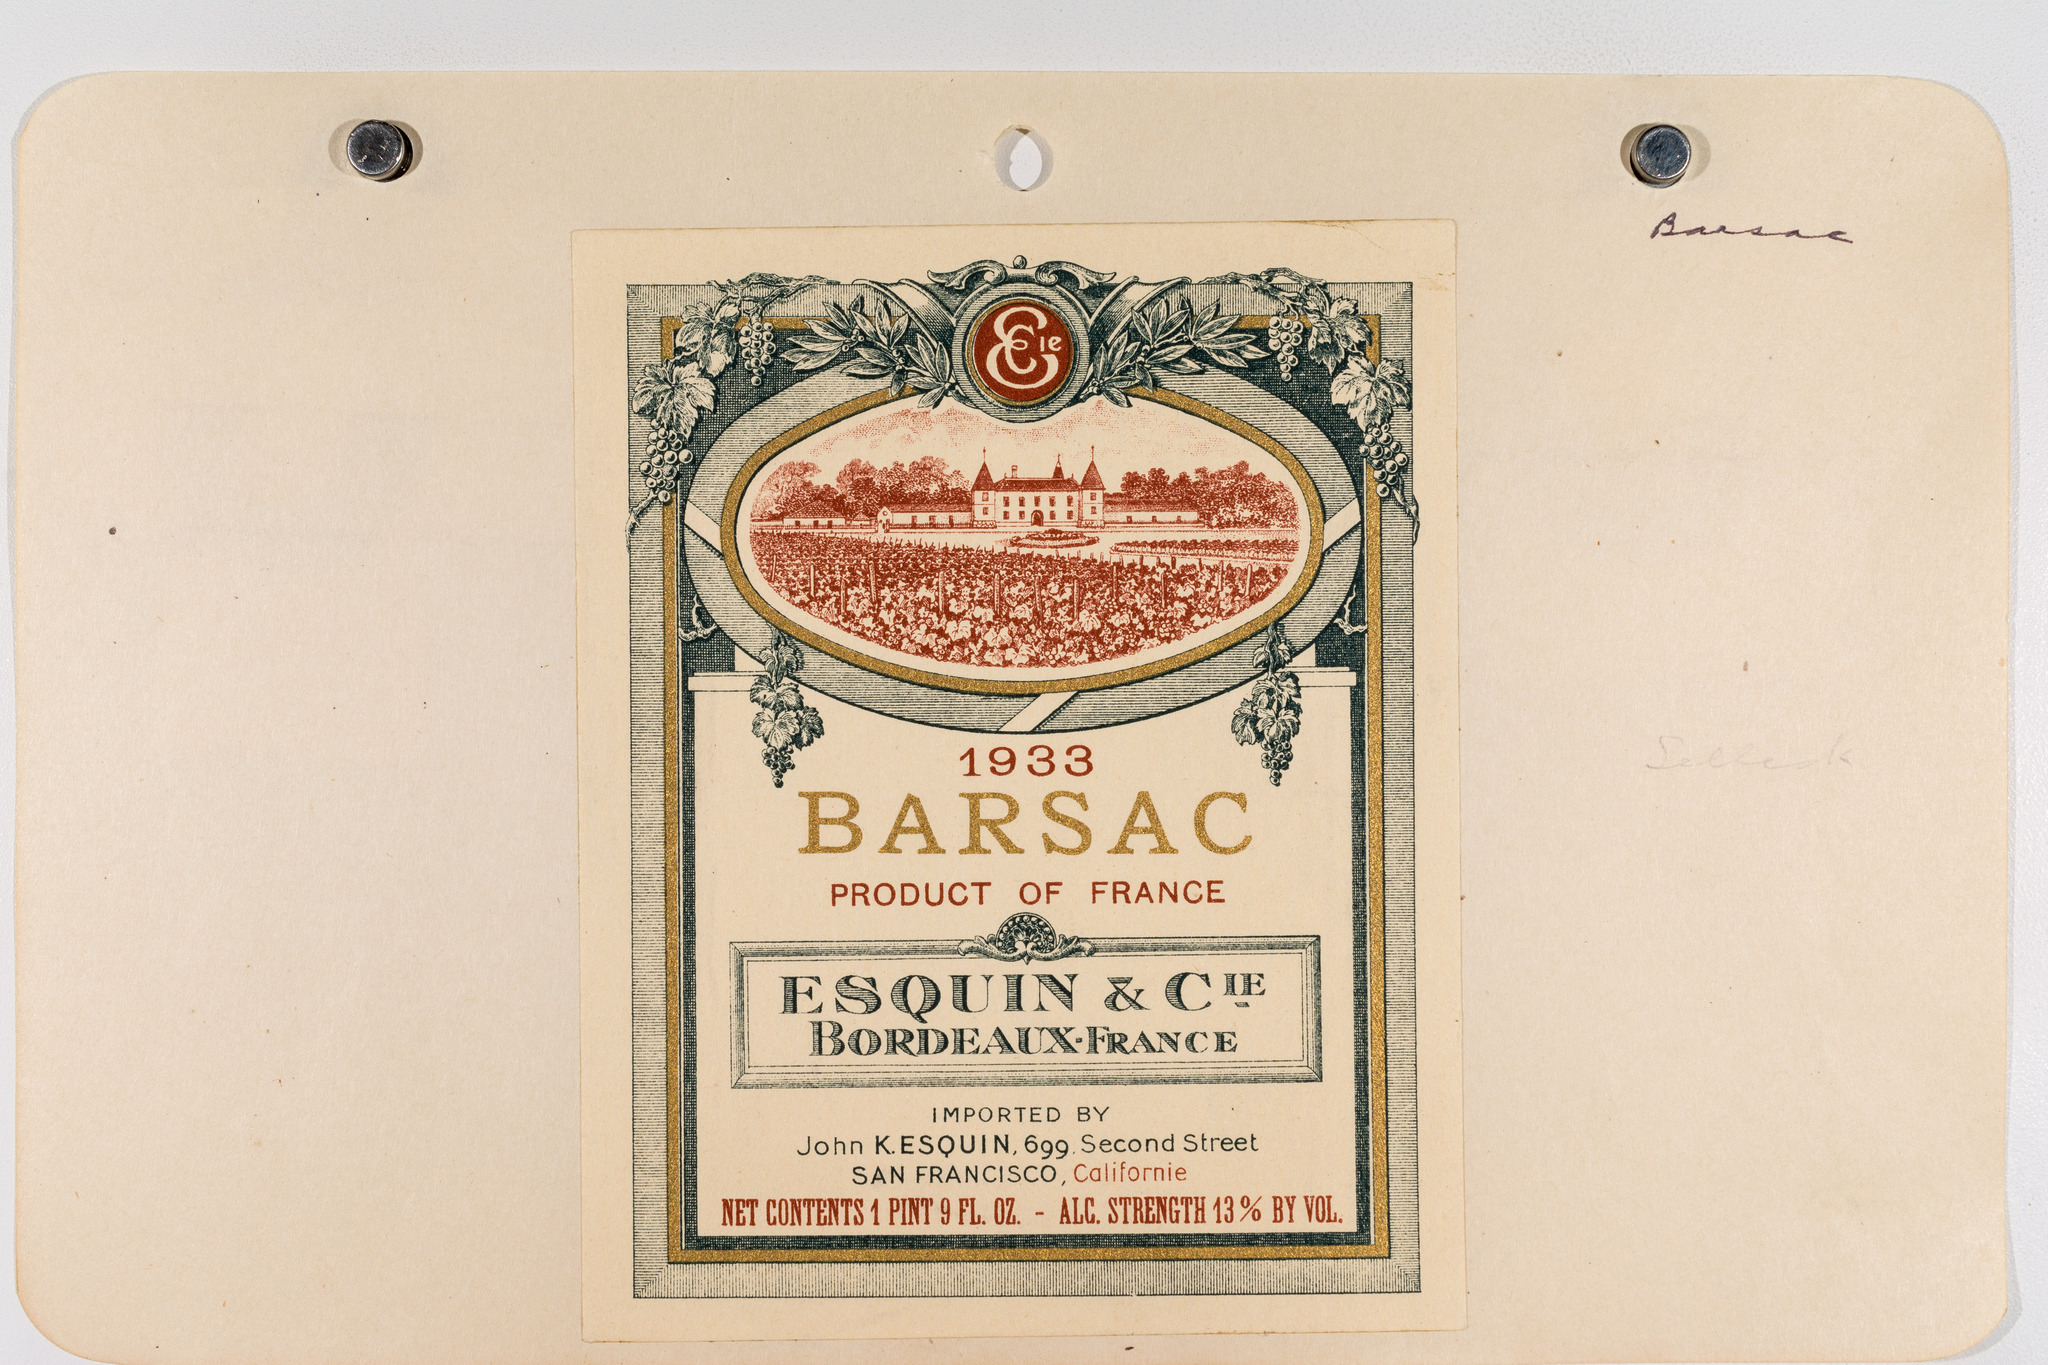 Barsac
E Cie
1933
BARSAC
PRODUCT OF FRANCE
ESQUIN & CIE
BORDEAUX-FRANCE
IMPORTED BY
John K. ESQUIN, 699, Second Street
SAN FRANCISCO, Californie
NET CONTENTS 1 PINT 9 FL. OZ. - ALC. STRENGTH 13% BY VOL.